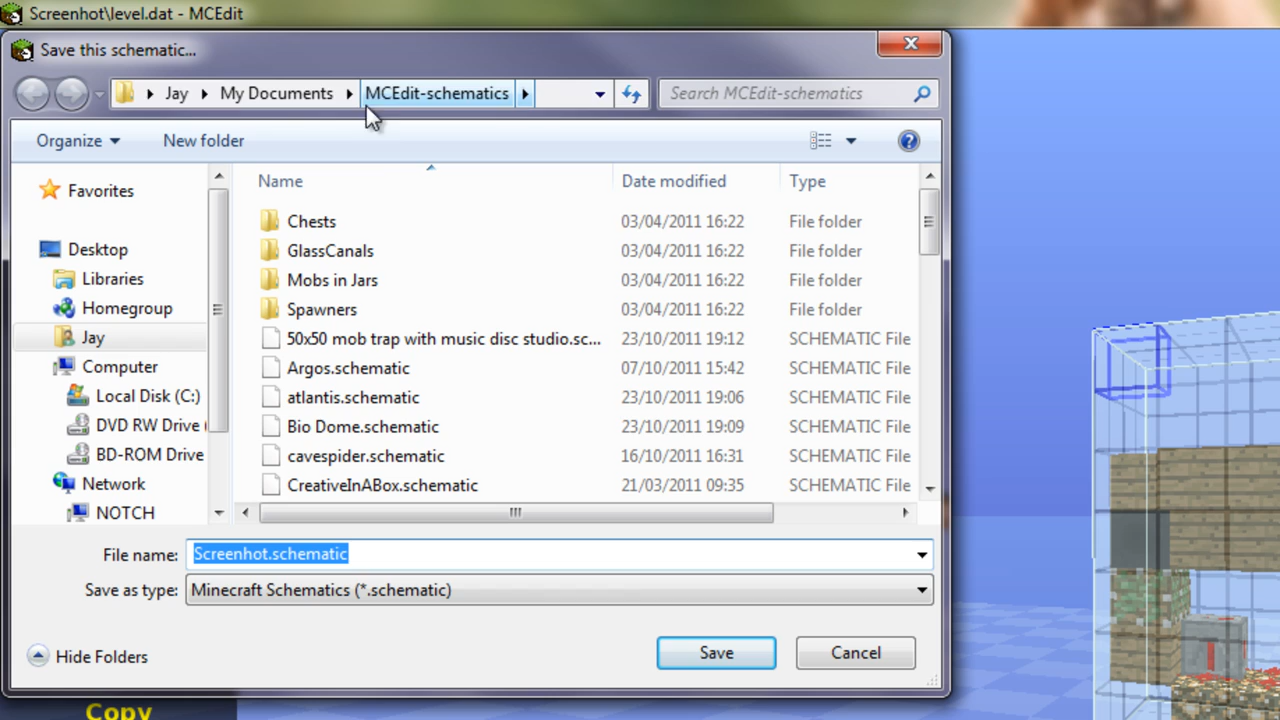 Screenhot\level.dat - MCEdit
Save this schematic...
Jay My Documents MCEdit-schematics Search MCEdit-schematics
Organize New folder
Name Date modified Type
Favorites
Desktop
Libraries
Homegroup
Jay
Computer
Local Disk (C:)
DVD RW Drive
BD-ROM Drive
Network
NOTCH
Chests 03/04/2011 16:22 File folder
GlassCanals 03/04/2011 16:22 File folder
Mobs in Jars 03/04/2011 16:22 File folder
Spawners 03/04/2011 16:22 File folder
50x50 mob trap with music disc studio.sc... 23/10/2011 19:12 SCHEMATIC File
Argos.schematic 07/10/2011 15:42 SCHEMATIC File
atlantis.schematic 23/10/2011 19:06 SCHEMATIC File
Bio Dome.schematic 23/10/2011 19:09 SCHEMATIC File
cavespider.schematic 16/10/2011 16:31 SCHEMATIC File
CreativeInABox.schematic 21/03/2011 09:35 SCHEMATIC File
File name: Screenhot.schematic
Save as type: Minecraft Schematics (*.schematic)
Hide Folders Save Cancel
Copy